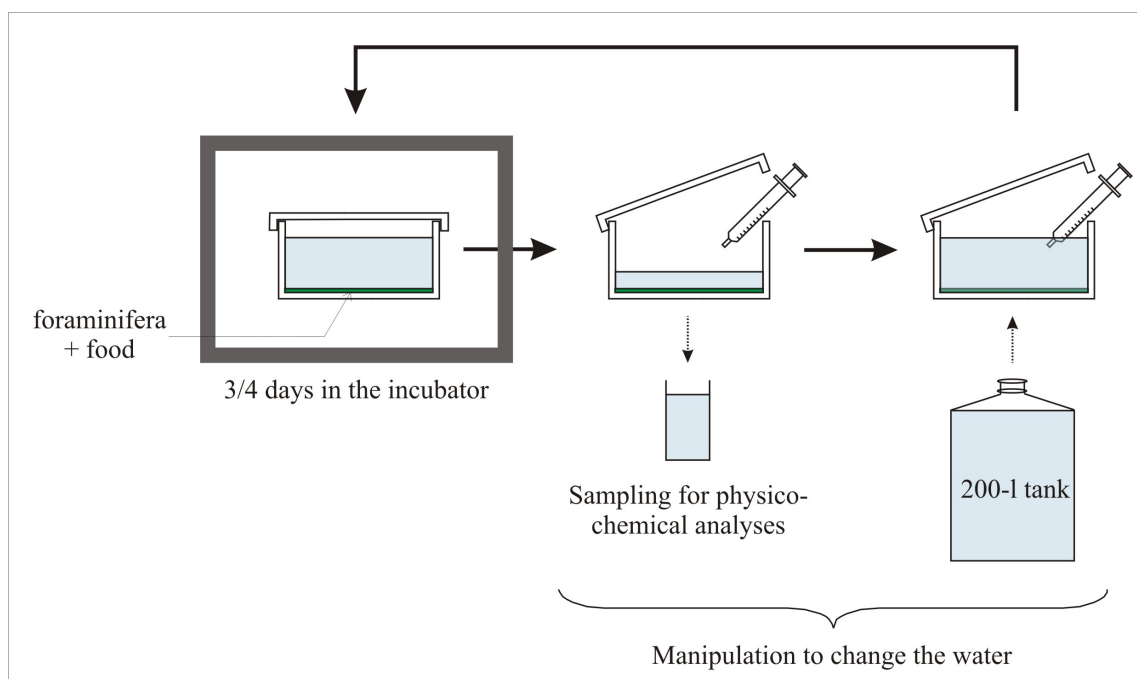 foraminifera
+ food
3/4 days in the incubator
Sampling for physico-
chemical analyses
200-l tank
Manipulation to change the water